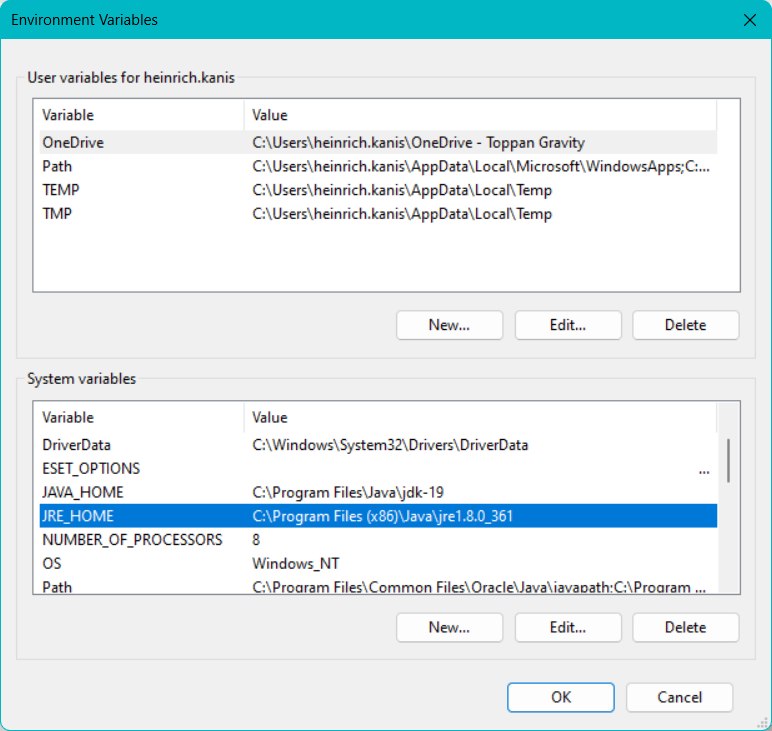 Environment Variables
User variables for heinrich.kanis
Variable Value
OneDrive C:\Users\heinrich.kanis\OneDrive - Toppan Gravity
Path C:\Users\heinrich.kanis\AppData\Local\Microsoft\WindowsApps;C:...
TEMP C:\Users\heinrich.kanis\AppData\Local\Temp
TMP C:\Users\heinrich.kanis\AppData\Local\Temp
New... Edit... Delete
System variables
Variable Value
DriverData C:\Windows\System32\Drivers\DriverData
ESET_OPTIONS ...
JAVA_HOME C:\Program Files\Java\jdk-19
JRE_HOME C:\Program Files (x86)\Java\jre1.8.0_361
NUMBER_OF_PROCESSORS 8
OS Windows_NT
Path C:\Program Files\Common Files\Oracle\Java\javapath;C:\Program ...
New... Edit... Delete
OK Cancel